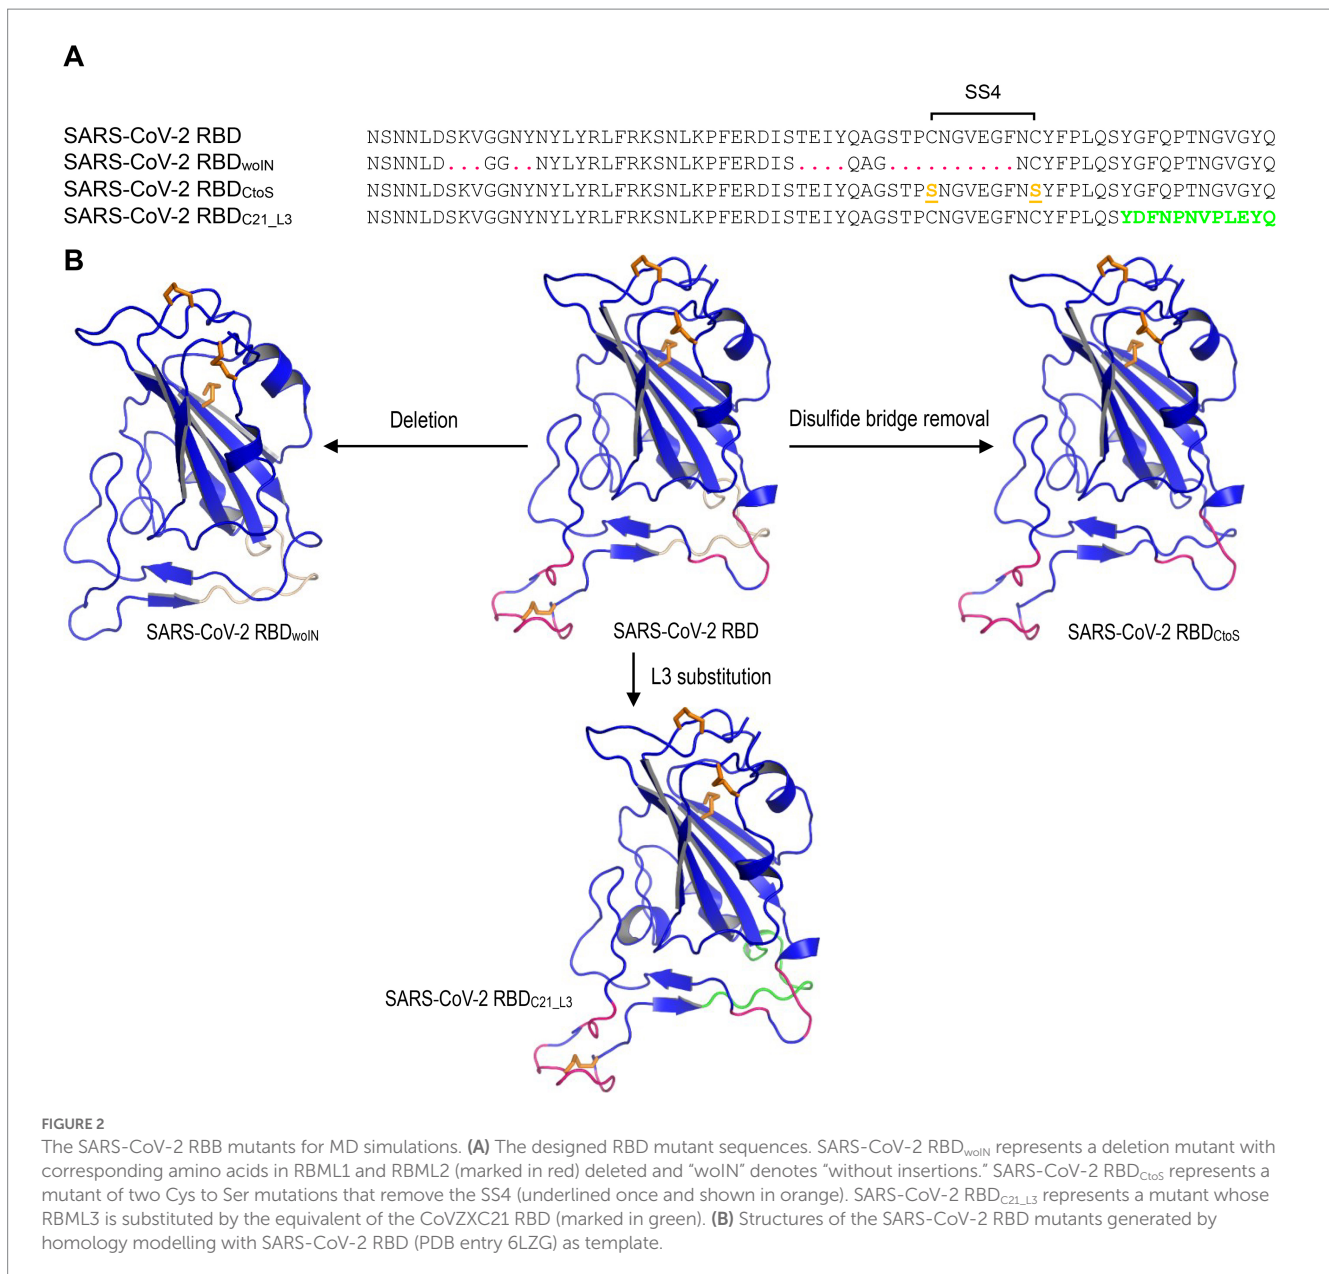 A
SS4
SARS-CoV-2 RBD NSNNLDSKVGGNYNYLYRLFRKSNLKPFERDISTEIYQAGSTPCNGVEGFNCYFPLQSYGFQPTNGVGYQ
SARS-CoV-2 RBDwoIN NSNNLD...GG..NYLYRLFRKSNLKPFERDIS....QAG..........NCYFPLQSYGFQPTNGVGYQ
SARS-CoV-2 RBDCtoS NSNNLDSKVGGNYNYLYRLFRKSNLKPFERDISTEIYQAGSTPSNGVEGFNSYFPLQSYGFQPTNGVGYQ
SARS-CoV-2 RBDC21_L3 NSNNLDSKVGGNYNYLYRLFRKSNLKPFERDISTEIYQAGSTPCNGVEGFNCYFPLQSYDFNPNVPLEYQ
B
Deletion
Disulfide bridge removal
SARS-CoV-2 RBDwoIN
SARS-CoV-2 RBD
SARS-CoV-2 RBDCtoS
L3 substitution
SARS-CoV-2 RBDC21_L3
FIGURE 2
The SARS-CoV-2 RBB mutants for MD simulations. (A) The designed RBD mutant sequences. SARS-CoV-2 RBDwoIN represents a deletion mutant with
corresponding amino acids in RBML1 and RBML2 (marked in red) deleted and “woIN” denotes “without insertions.” SARS-CoV-2 RBDCtoS represents a
mutant of two Cys to Ser mutations that remove the SS4 (underlined once and shown in orange). SARS-CoV-2 RBDC21_L3 represents a mutant whose
RBML3 is substituted by the equivalent of the CoVZXC21 RBD (marked in green). (B) Structures of the SARS-CoV-2 RBD mutants generated by
homology modelling with SARS-CoV-2 RBD (PDB entry 6LZG) as template.